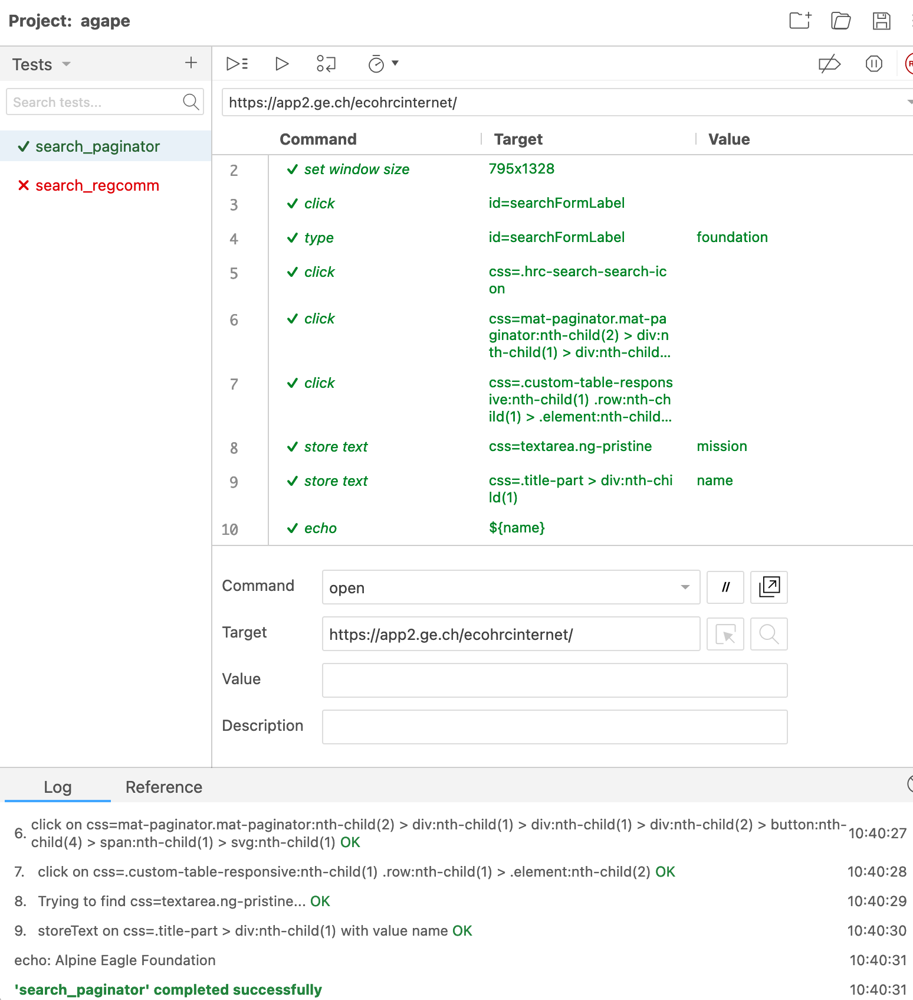 Project: agape
Tests
Search tests...
search_paginator
search_regcomm
https://app2.ge.ch/ecohrcinternet/
Command Target Value
2 set window size 795x1328
3 click id=searchFormLabel
4 type id=searchFormLabel foundation
5 click css=.hrc-search-search-ic
on
6 click css=mat-paginator.mat-pa
ginator:nth-child(2) > div:n
th-child(1) > div:nth-child...
7 click css=.custom-table-respons
ive:nth-child(1) .row:nth-ch
ild(1) > .element:nth-child...
8 store text css=textarea.ng-pristine mission
9 store text css=.title-part > div:nth-chi name
ld(1)
10 echo ${name}
Command open //
Target https://app2.ge.ch/ecohrcinternet/
Value
Description
Log Reference
6. click on css=mat-paginator.mat-paginator:nth-child(2) > div:nth-child(1) > div:nth-child(1) > div:nth-child(2) > button:nth- 10:40:27
child(4) > span:nth-child(1) > svg:nth-child(1) OK
7. click on css=.custom-table-responsive:nth-child(1) .row:nth-child(1) > .element:nth-child(2) OK 10:40:28
8. Trying to find css=textarea.ng-pristine... OK 10:40:29
9. storeText on css=.title-part > div:nth-child(1) with value name OK 10:40:30
echo: Alpine Eagle Foundation 10:40:31
'search_paginator' completed successfully 10:40:31